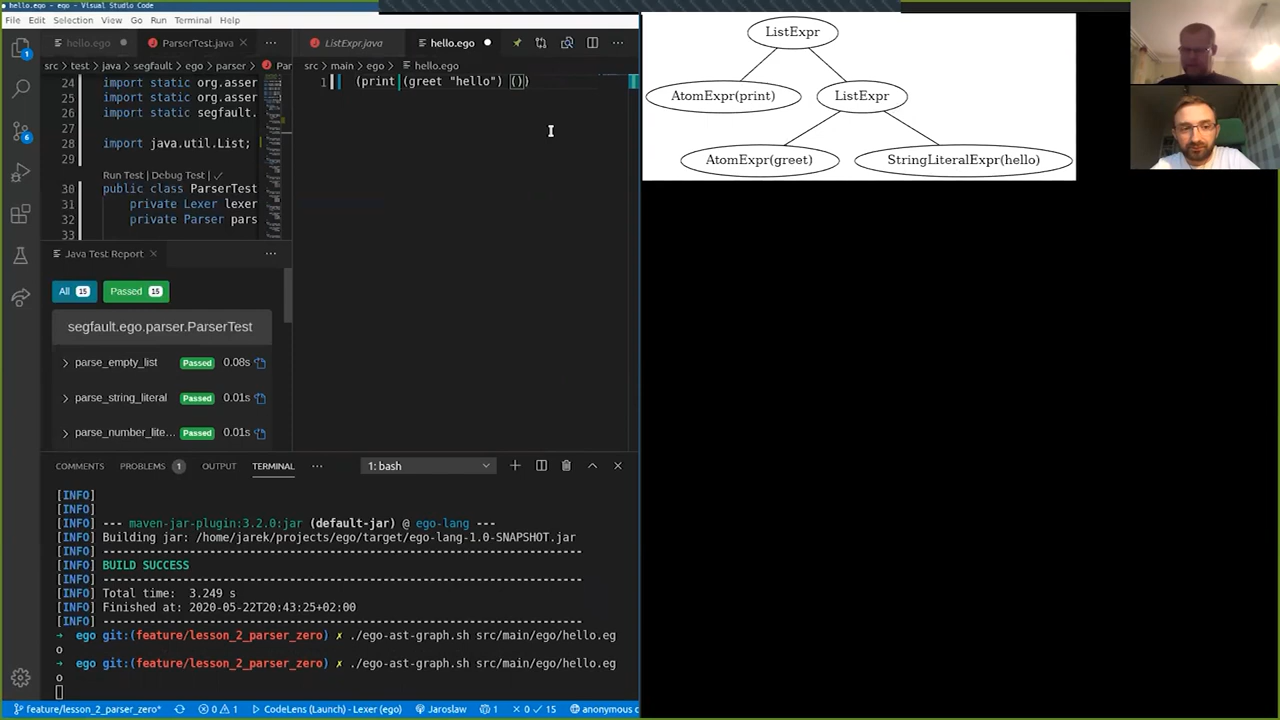 hello.ego - ego - Visual Studio Code
File Edit Selection View Go Run Terminal Help
hello.ego
ParserTest.java
ListExpr.java
hello.ego
src > test > java > segfault > ego > parser >
src > main > ego > hello.ego
24 import static org.asser
25 import static org.asser
26 import static segfault.
27
28 import java.util.List;
29
Run Test | Debug Test |
30 public class ParserTest
31 private Lexer lexer
32 private Parser pars
33
1 (print (greet "hello") ())
Java Test Report
All 15 Passed 15
segfault.ego.parser.ParserTest
parse_empty_list Passed 0.08s
parse_string_literal Passed 0.01s
parse_number_lite... Passed 0.01s
COMMENTS PROBLEMS 1 OUTPUT TERMINAL ... 1: bash
[INFO]
[INFO]
[INFO] --- maven-jar-plugin:3.2.0:jar (default-jar) @ ego-lang ---
[INFO] Building jar: /home/jarek/projects/ego/target/ego-lang-1.0-SNAPSHOT.jar
[INFO] ------------------------------------------------------------------------
[INFO] BUILD SUCCESS
[INFO] ------------------------------------------------------------------------
[INFO] Total time: 3.249 s
[INFO] Finished at: 2020-05-22T20:43:25+02:00
[INFO] ------------------------------------------------------------------------
→ ego git:(feature/lesson_2_parser_zero) ✗ ./ego-ast-graph.sh src/main/ego/hello.eg
o
→ ego git:(feature/lesson_2_parser_zero) ✗ ./ego-ast-graph.sh src/main/ego/hello.eg
o
feature/lesson_2_parser_zero* 0 1 CodeLens (Launch) - Lexer (ego) Jaroslaw 1 0 15 anonymous
ListExpr
AtomExpr(print)
ListExpr
AtomExpr(greet)
StringLiteralExpr(hello)
1
6